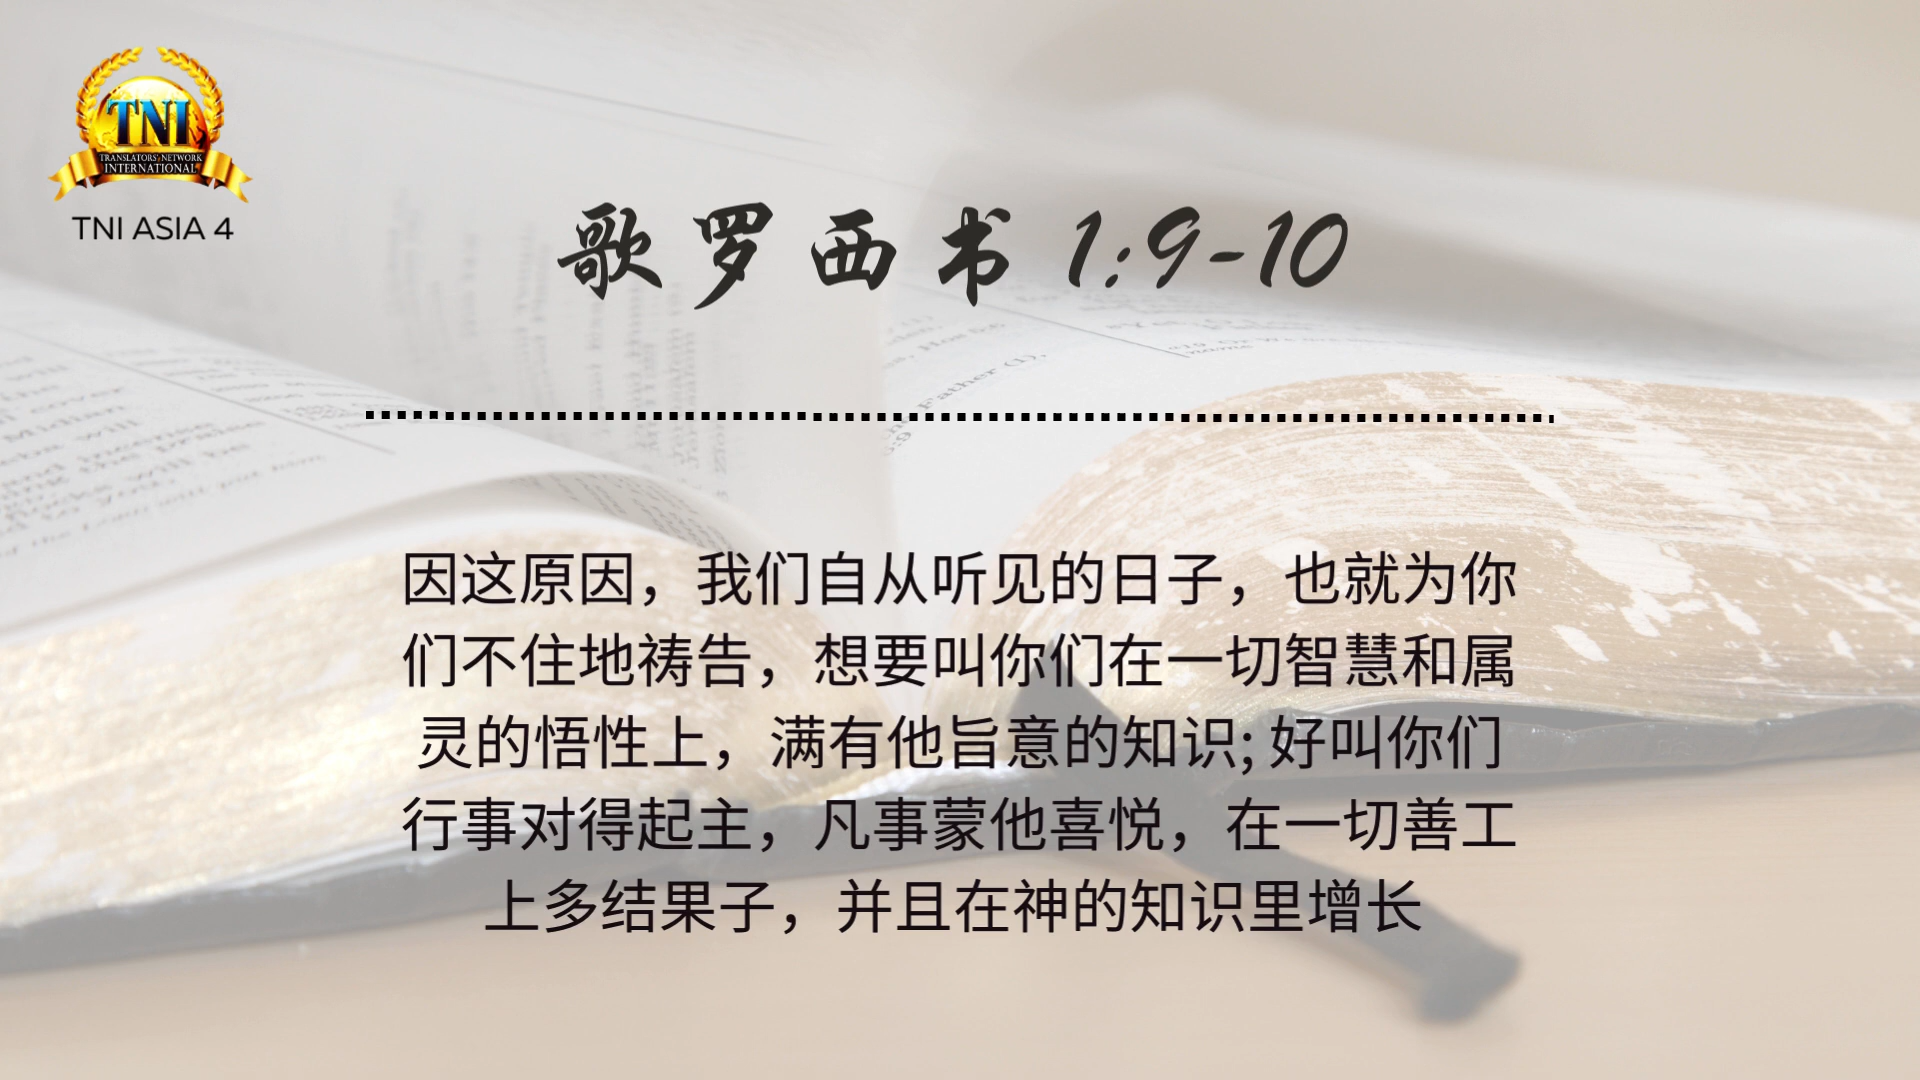 TNI
TRANSLATORS' NETWORK
INTERNATIONAL
TNI ASIA 4
歌罗西书 1:9-10
Father (1),
因这原因，我们自从听见的日子，也就为你
们不住地祷告，想要叫你们在一切智慧和属
灵的悟性上，满有他旨意的知识; 好叫你们
行事对得起主，凡事蒙他喜悦，在一切善工
上多结果子，并且在神的知识里增长